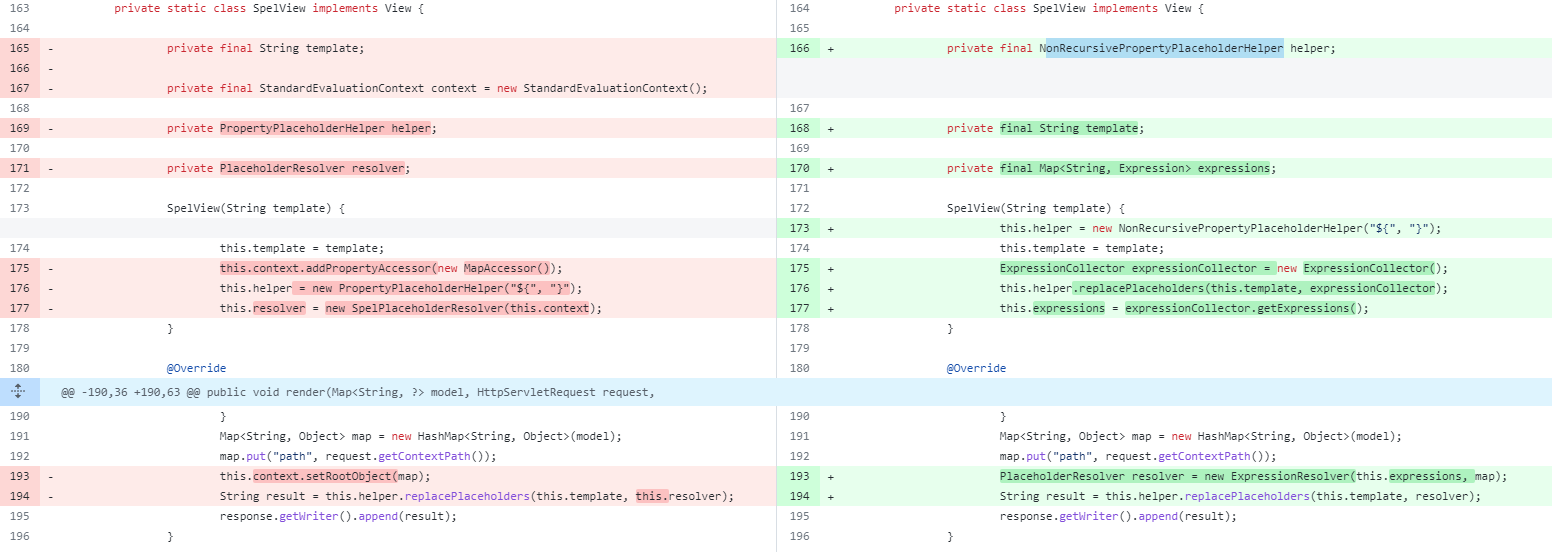 163 private static class SpelView implements View {
164
165 - private final String template;
166 -
167 - private final StandardEvaluationContext context = new StandardEvaluationContext();
168
169 - private PropertyPlaceholderHelper helper;
170
171 - private PlaceholderResolver resolver;
172
173 SpelView(String template) {
174 this.template = template;
175 - this.context.addPropertyAccessor(new MapAccessor());
176 - this.helper = new PropertyPlaceholderHelper("${", "}");
177 - this.resolver = new SpelPlaceholderResolver(this.context);
178 }
179
180 @Override
@@ -190,36 +190,63 @@ public void render(Map<String, ?> model, HttpServletRequest request,
190 }
191 Map<String, Object> map = new HashMap<String, Object>(model);
192 map.put("path", request.getContextPath());
193 - this.context.setRootObject(map);
194 - String result = this.helper.replacePlaceholders(this.template, this.resolver);
195 response.getWriter().append(result);
196 }
164 private static class SpelView implements View {
165
166 + private final NonRecursivePropertyPlaceholderHelper helper;
167
168 + private final String template;
169
170 + private final Map<String, Expression> expressions;
171
172 SpelView(String template) {
173 + this.helper = new NonRecursivePropertyPlaceholderHelper("${", "}");
174 this.template = template;
175 + ExpressionCollector expressionCollector = new ExpressionCollector();
176 + this.helper.replacePlaceholders(this.template, expressionCollector);
177 + this.expressions = expressionCollector.getExpressions();
178 }
179
180 @Override
190 }
191 Map<String, Object> map = new HashMap<String, Object>(model);
192 map.put("path", request.getContextPath());
193 + PlaceholderResolver resolver = new ExpressionResolver(this.expressions, map);
194 + String result = this.helper.replacePlaceholders(this.template, resolver);
195 response.getWriter().append(result);
196 }